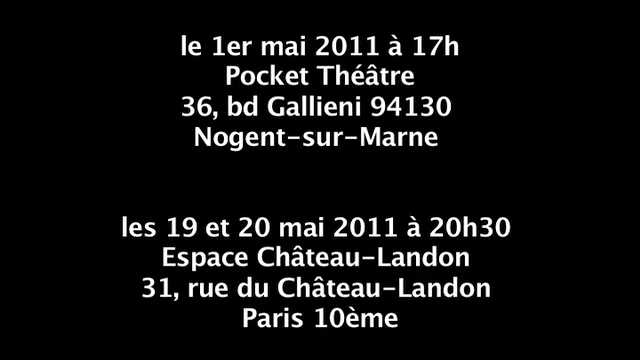 le 1er mai 2011 à 17h
Pocket Théâtre
36, bd Gallieni 94130
Nogent-sur-Marne
les 19 et 20 mai 2011 à 20h30
Espace Château-Landon
31, rue du Château-Landon
Paris 10ème